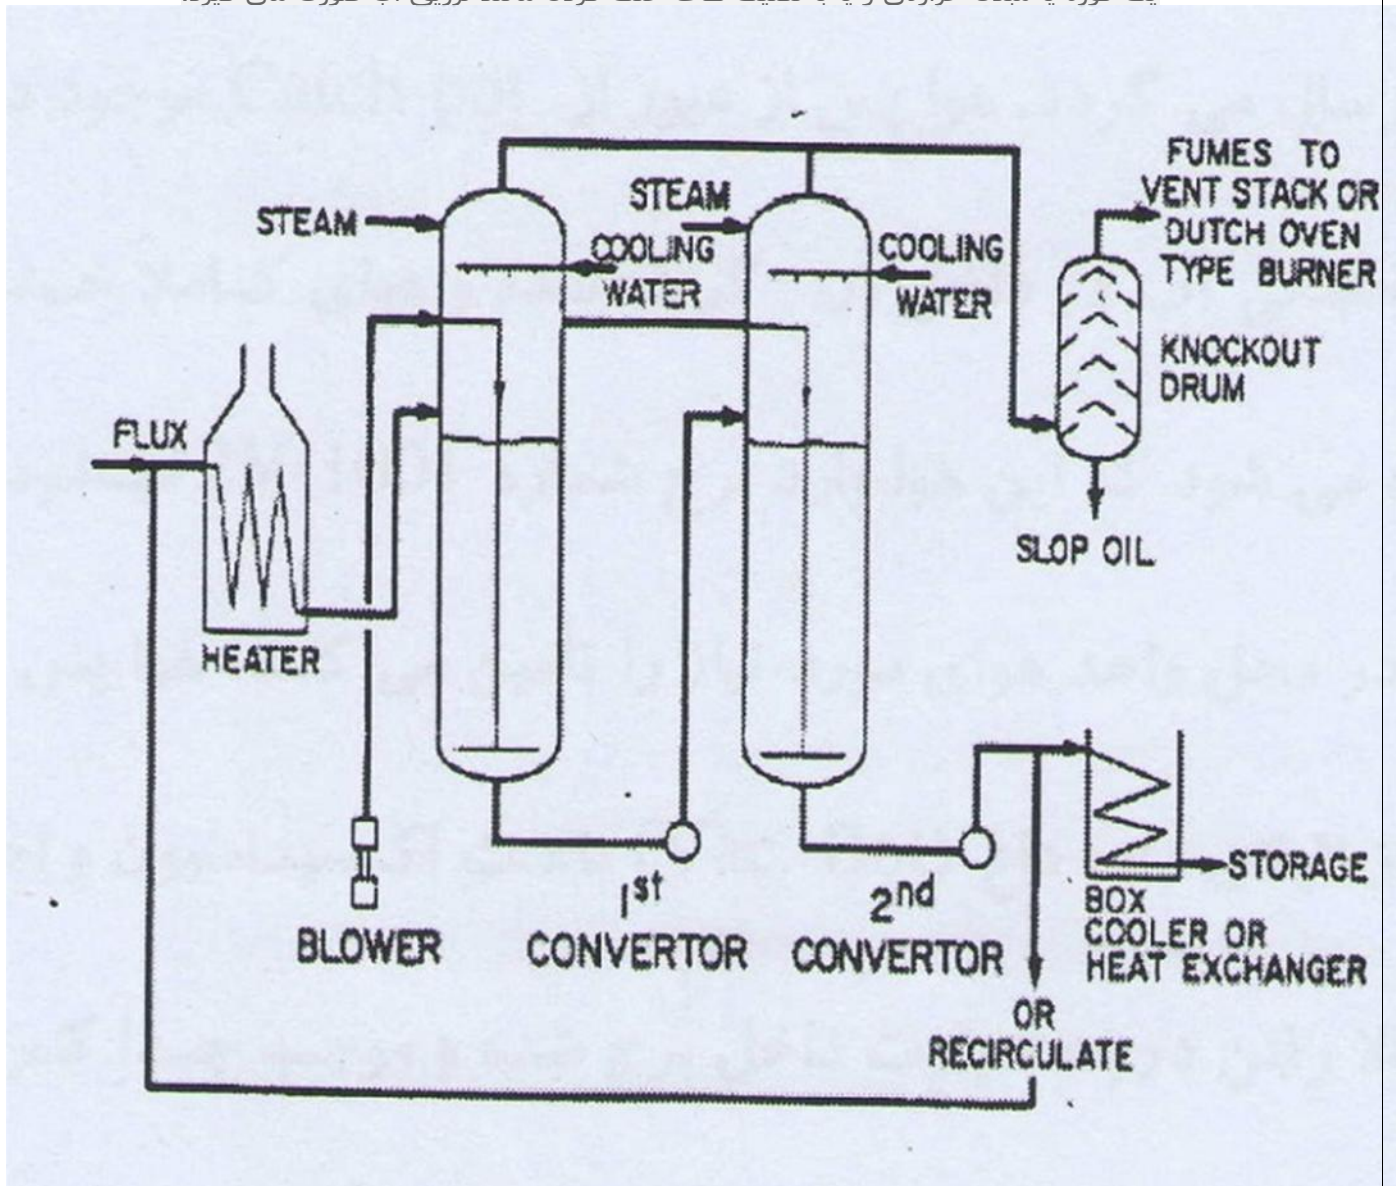 FUMES TO
VENT STACK OR
DUTCH OVEN
TYPE BURNER
STEAM
STEAM
COOLING
WATER
COOLING
WATER
KNOCKOUT
DRUM
FLUX
SLOP OIL
HEATER
STORAGE
1st
CONVERTOR
2nd
CONVERTOR
BLOWER
BOX
COOLER OR
HEAT EXCHANGER
OR
RECIRCULATE